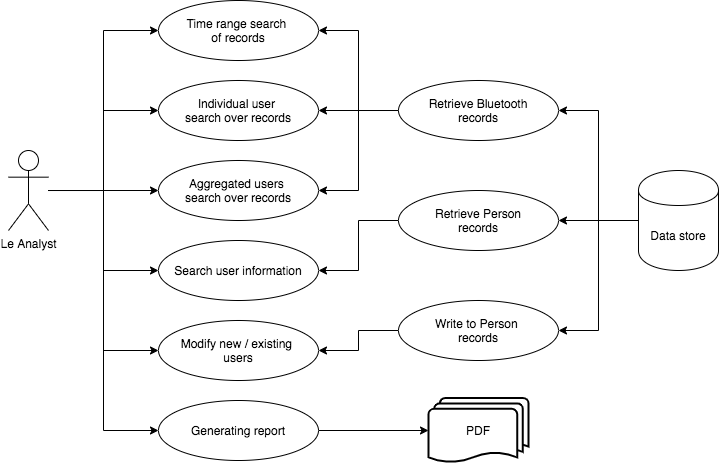 Time range search
of records
Individual user
search over records
Retrieve Bluetooth
records
Aggregated users
search over records
Le Analyst
Retrieve Person
records
Data store
Search user information
Write to Person
records
Modify new / existing
users
Generating report
PDF